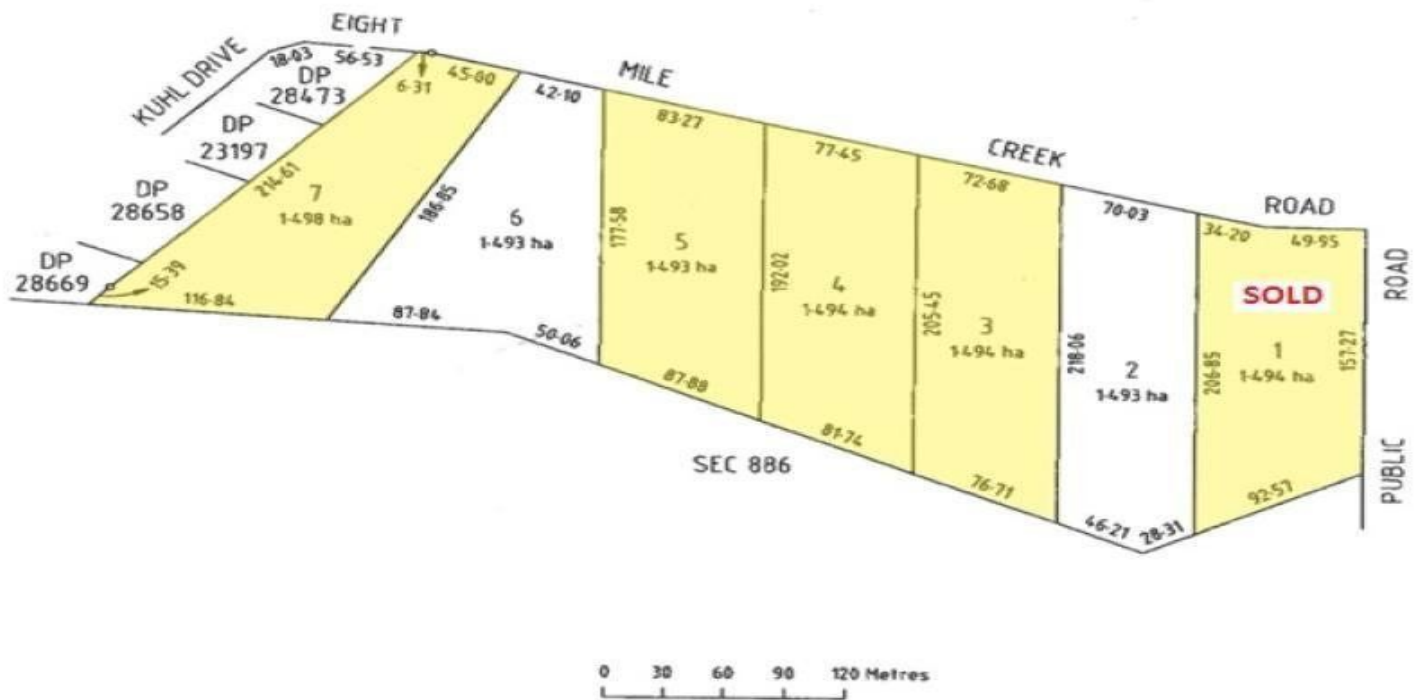 EIGHT
MILE
CREEK
ROAD
KUHL DRIVE
ROAD
PUBLIC
18·03
56·53
DP
28473
DP
23197
DP
28658
DP
28669
6·31
45·00
42·10
83·27
77·45
72·68
70·03
34·20
49·95
214·61
7
1·498 ha
15·39
116·84
186·85
6
1·493 ha
87·84
50·06
177·58
5
1·493 ha
87·88
192·02
4
1·494 ha
81·74
205·45
3
1·494 ha
76·71
218·06
2
1·493 ha
46·21
28·31
206·85
SOLD
1
1·494 ha
157·27
92·57
SEC 886
0 30 60 90 120 Metres